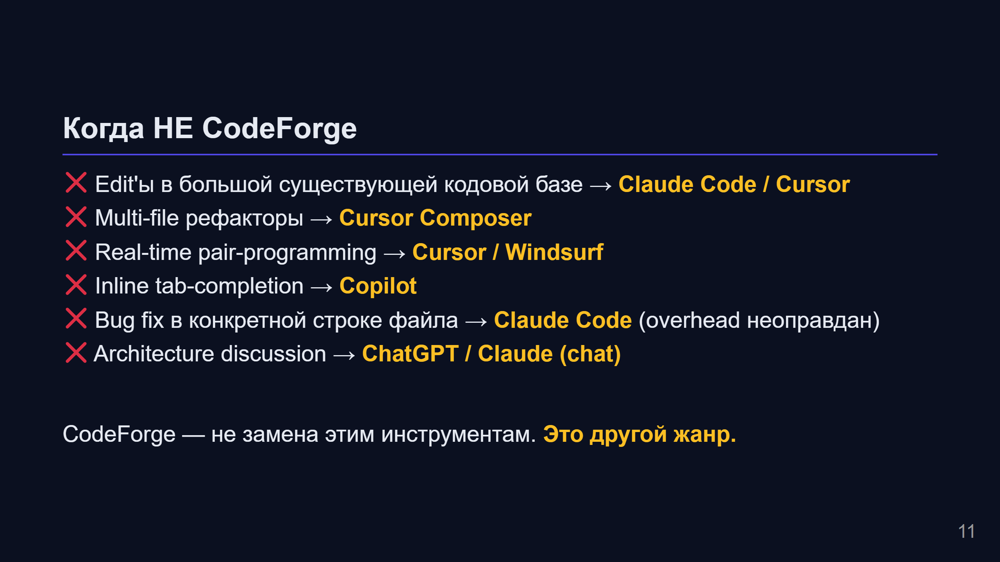 Когда НЕ CodeForge
❌ Edit'ы в большой существующей кодовой базе → Claude Code / Cursor
❌ Multi-file рефакторы → Cursor Composer
❌ Real-time pair-programming → Cursor / Windsurf
❌ Inline tab-completion → Copilot
❌ Bug fix в конкретной строке файла → Claude Code (overhead неоправдан)
❌ Architecture discussion → ChatGPT / Claude (chat)
CodeForge — не замена этим инструментам. Это другой жанр.
11